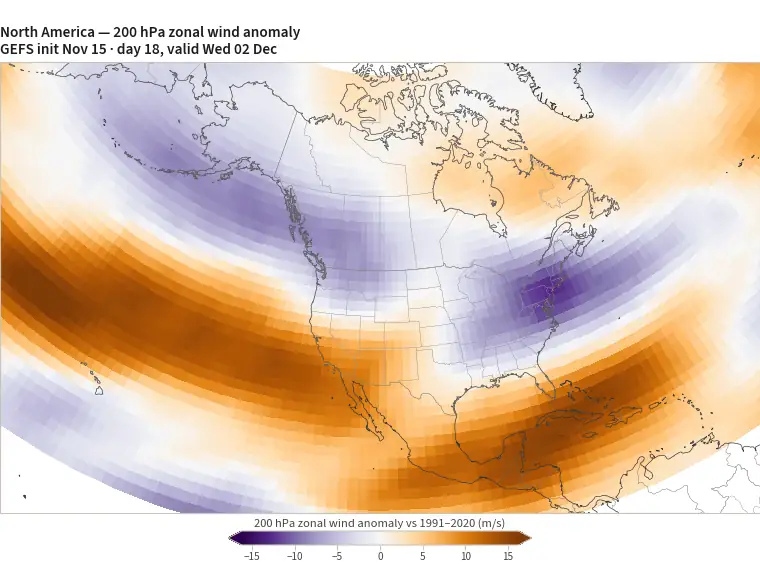 North America — 200 hPa zonal wind anomaly
GEFS init Nov 15 · day 18, valid Wed 02 Dec
200 hPa zonal wind anomaly vs 1991–2020 (m/s)
−15 −10 −5 0 5 10 15